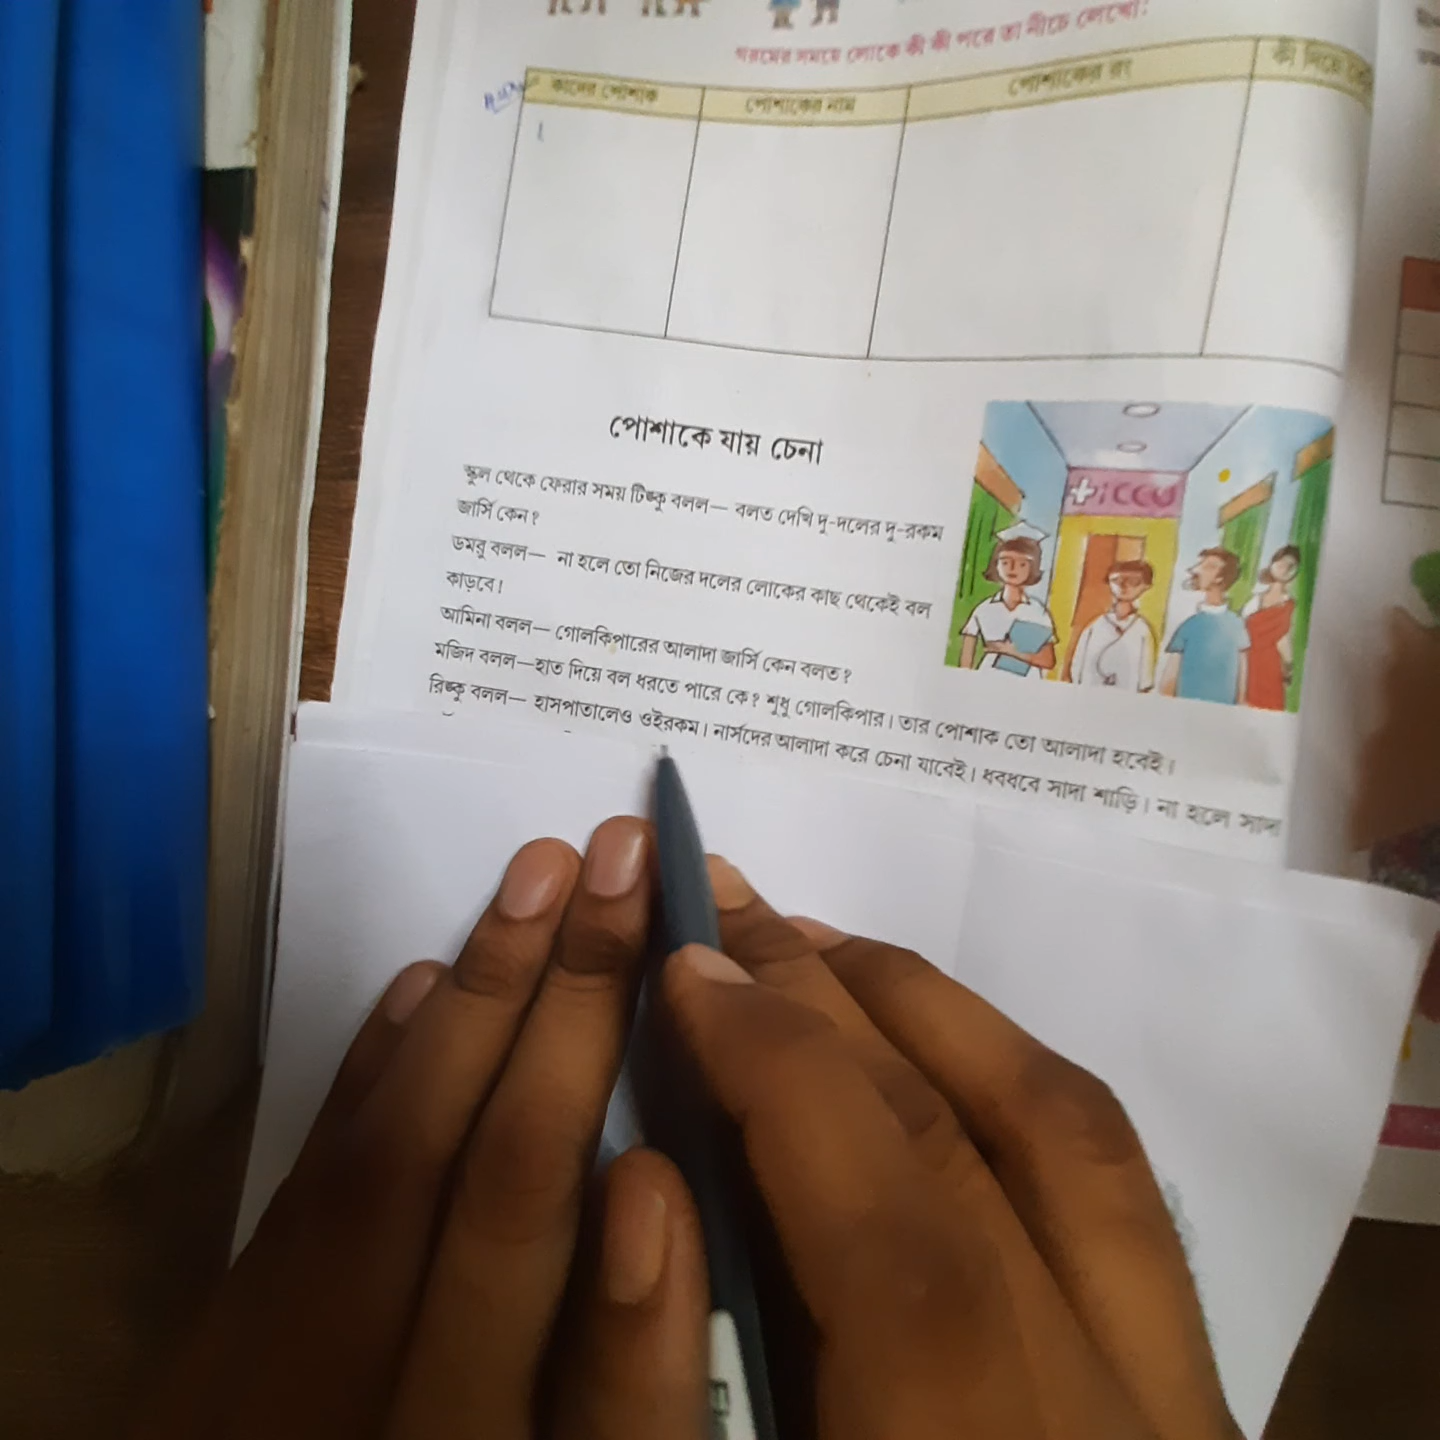 গরমের সময়ে লোকে কী কী পরে তা নীচে লেখো:
কাদের পোশাক পোশাকের নাম পোশাকের রং কী দিয়ে
পোশাকে যায় চেনা
স্কুল থেকে ফেরার সময় টিঙ্কু বলল— বলত দেখি দু-দলের দু-রকম
জার্সি কেন?
ডমরু বলল— না হলে তো নিজের দলের লোকের কাছ থেকেই বল
কাড়বে।
আমিনা বলল— গোলকিপারের আলাদা জার্সি কেন বলত?
মজিদ বলল—হাত দিয়ে বল ধরতে পারে কে? শুধু গোলকিপার। তার পোশাক তো আলাদা হবেই।
রিঙ্কু বলল— হাসপাতালেও ওইরকম। নার্সদের আলাদা করে চেনা যাবেই। ধবধবে সাদা শাড়ি। না হলে সাদা
ICCU